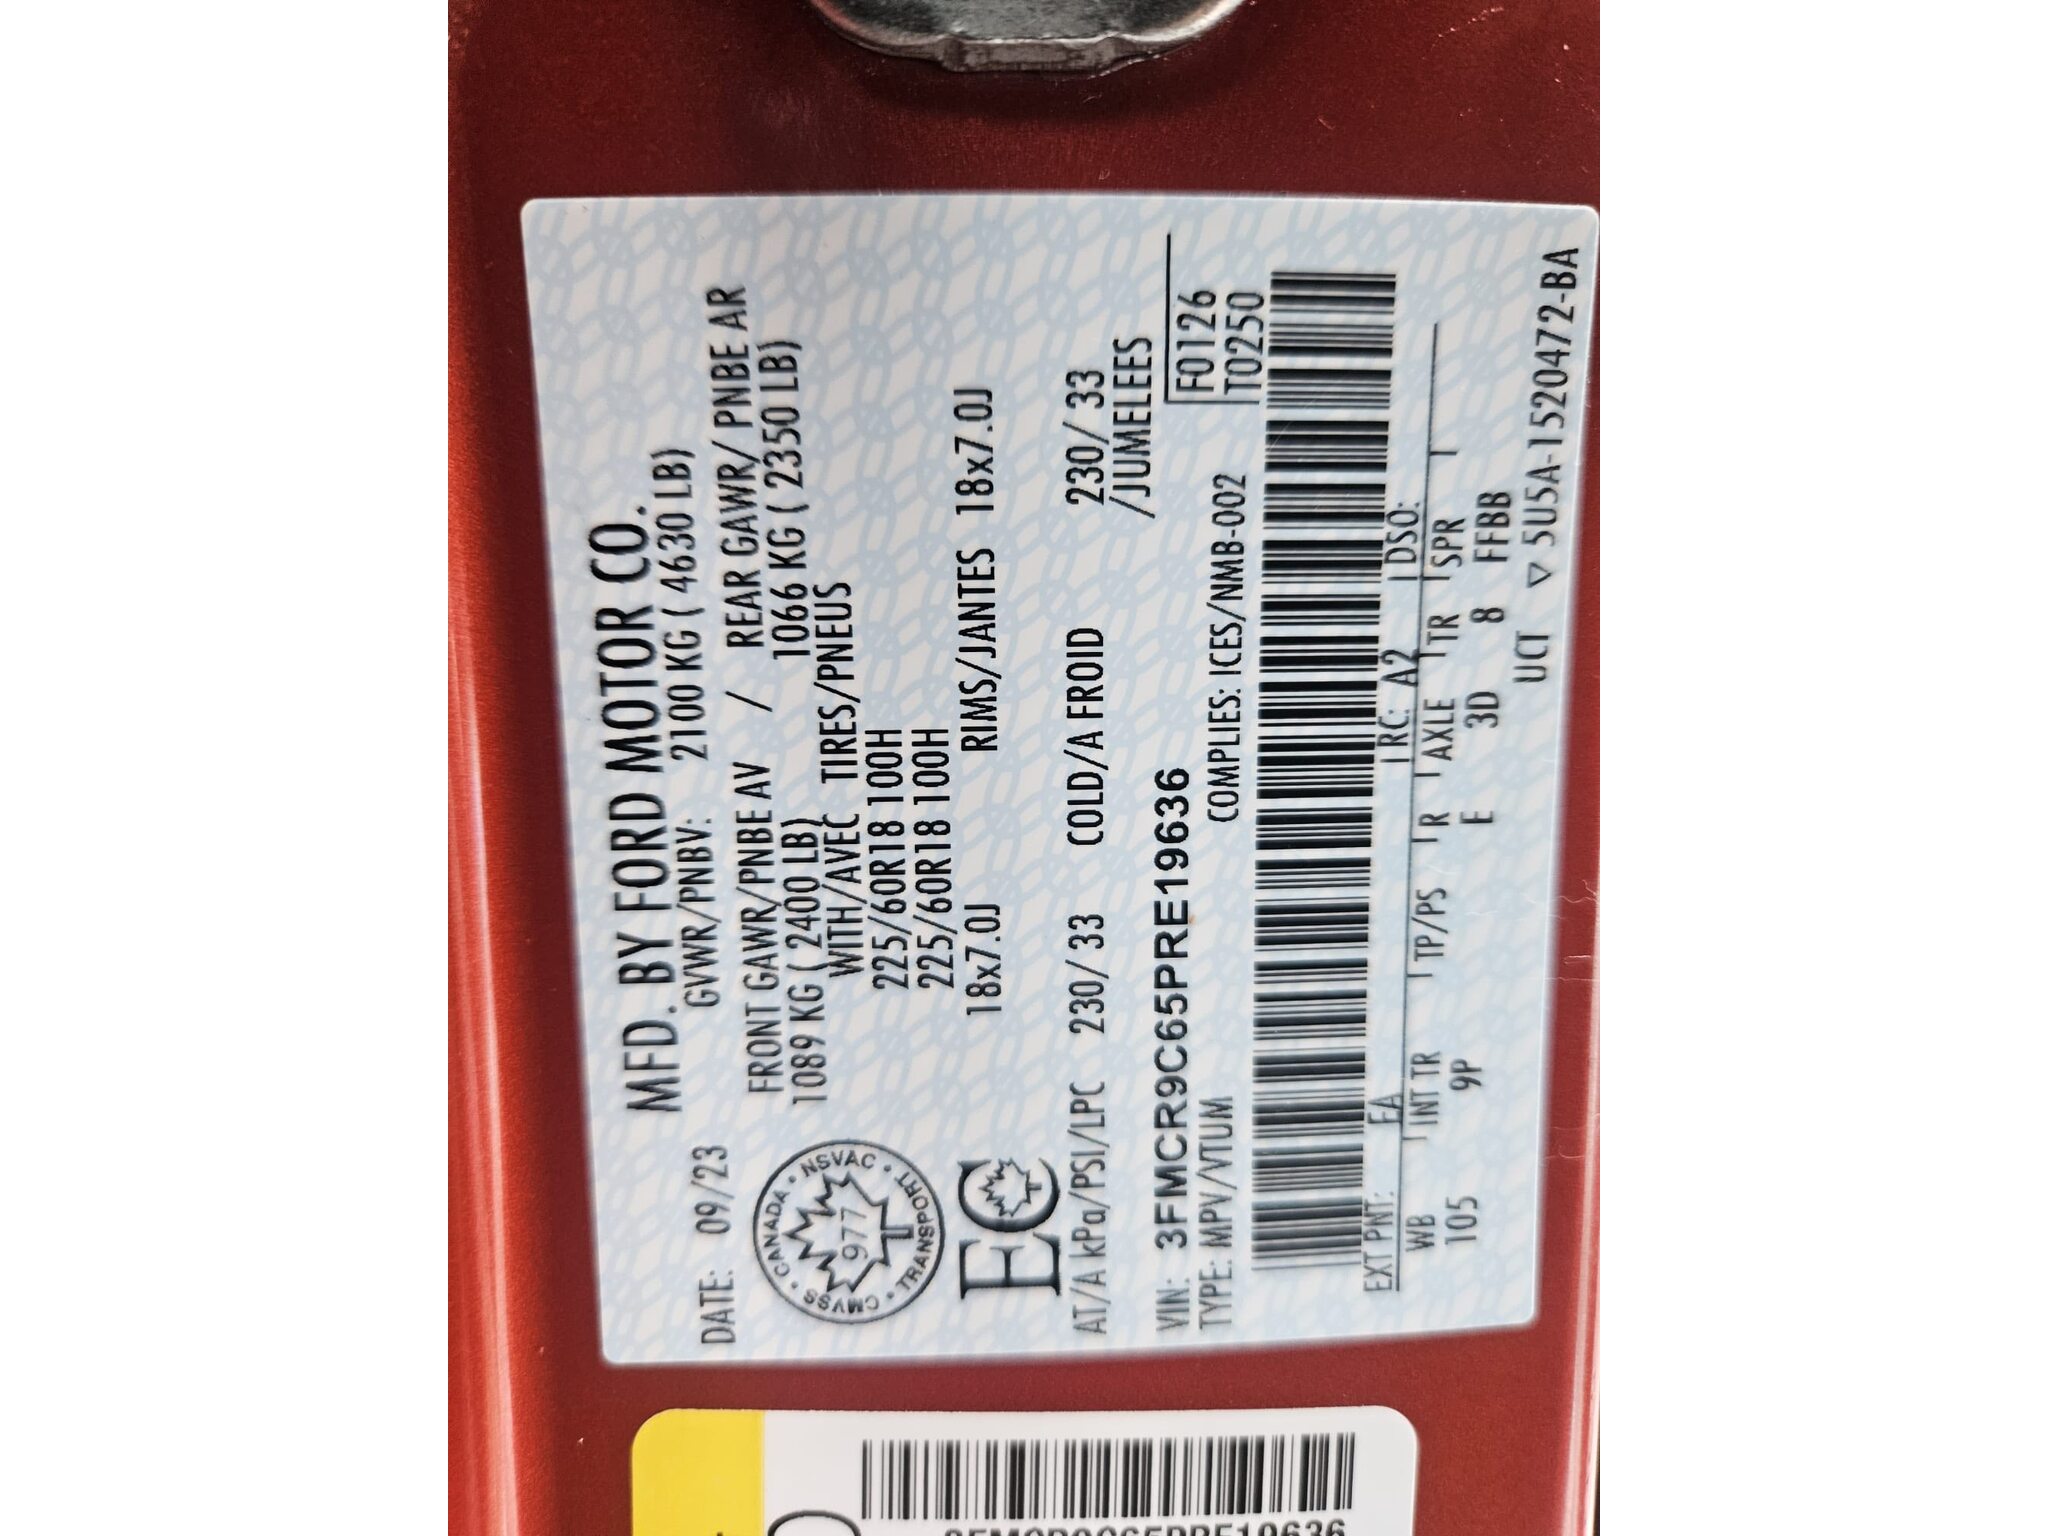 MFD. BY FORD MOTOR CO.
DATE: 09/23
GVWR/PNBV: 2100 KG ( 4630 LB)
FRONT GAWR/PNBE AV / REAR GAWR/ PNBE AR
1089 KG ( 2400 LB) 1066 KG ( 2350 LB)
WITH/AVEC TIRES/PNEUS
225/60R18 100H
225/60R18 100H
18x7.0J RIMS/JANTES 18x7.0J
CANADA • NSVAC • TRANSPORT • CMVSS •
977
EC
AT/A kPa/PSI/LPC 230/ 33 COLD/A FROID 230/ 33
/JUMELEES
VIN: 3FMCR9C65PRE19636
F0126
TYPE: MPV/VTUM COMPLIES: ICES/NMB-002
T0250
EXT PNT: EA RC: A2 DSO:
WB INT TR TP/PS R AXLE TR SPR
105 9P E 3D 8 FFBB
UCT ▽ 5U5A-1520472-BA
3FMCR9C65PRE19636